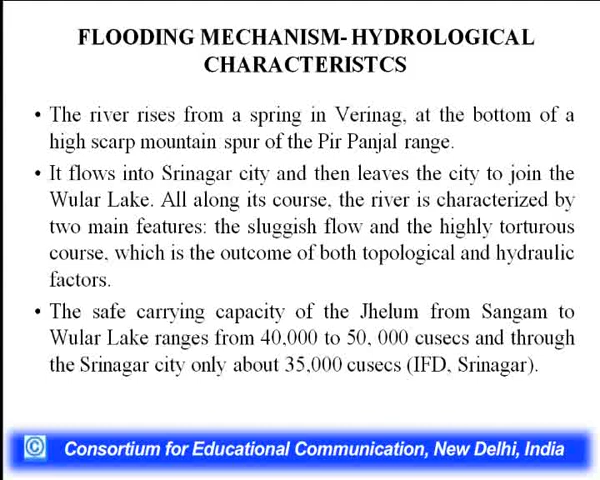 FLOODING MECHANISM- HYDROLOGICAL
CHARACTERISTCS
• The river rises from a spring in Verinag, at the bottom of a
high scarp mountain spur of the Pir Panjal range.
• It flows into Srinagar city and then leaves the city to join the
Wular Lake. All along its course, the river is characterized by
two main features: the sluggish flow and the highly torturous
course, which is the outcome of both topological and hydraulic
factors.
• The safe carrying capacity of the Jhelum from Sangam to
Wular Lake ranges from 40,000 to 50, 000 cusecs and through
the Srinagar city only about 35,000 cusecs (IFD, Srinagar).
© Consortium for Educational Communication, New Delhi, India